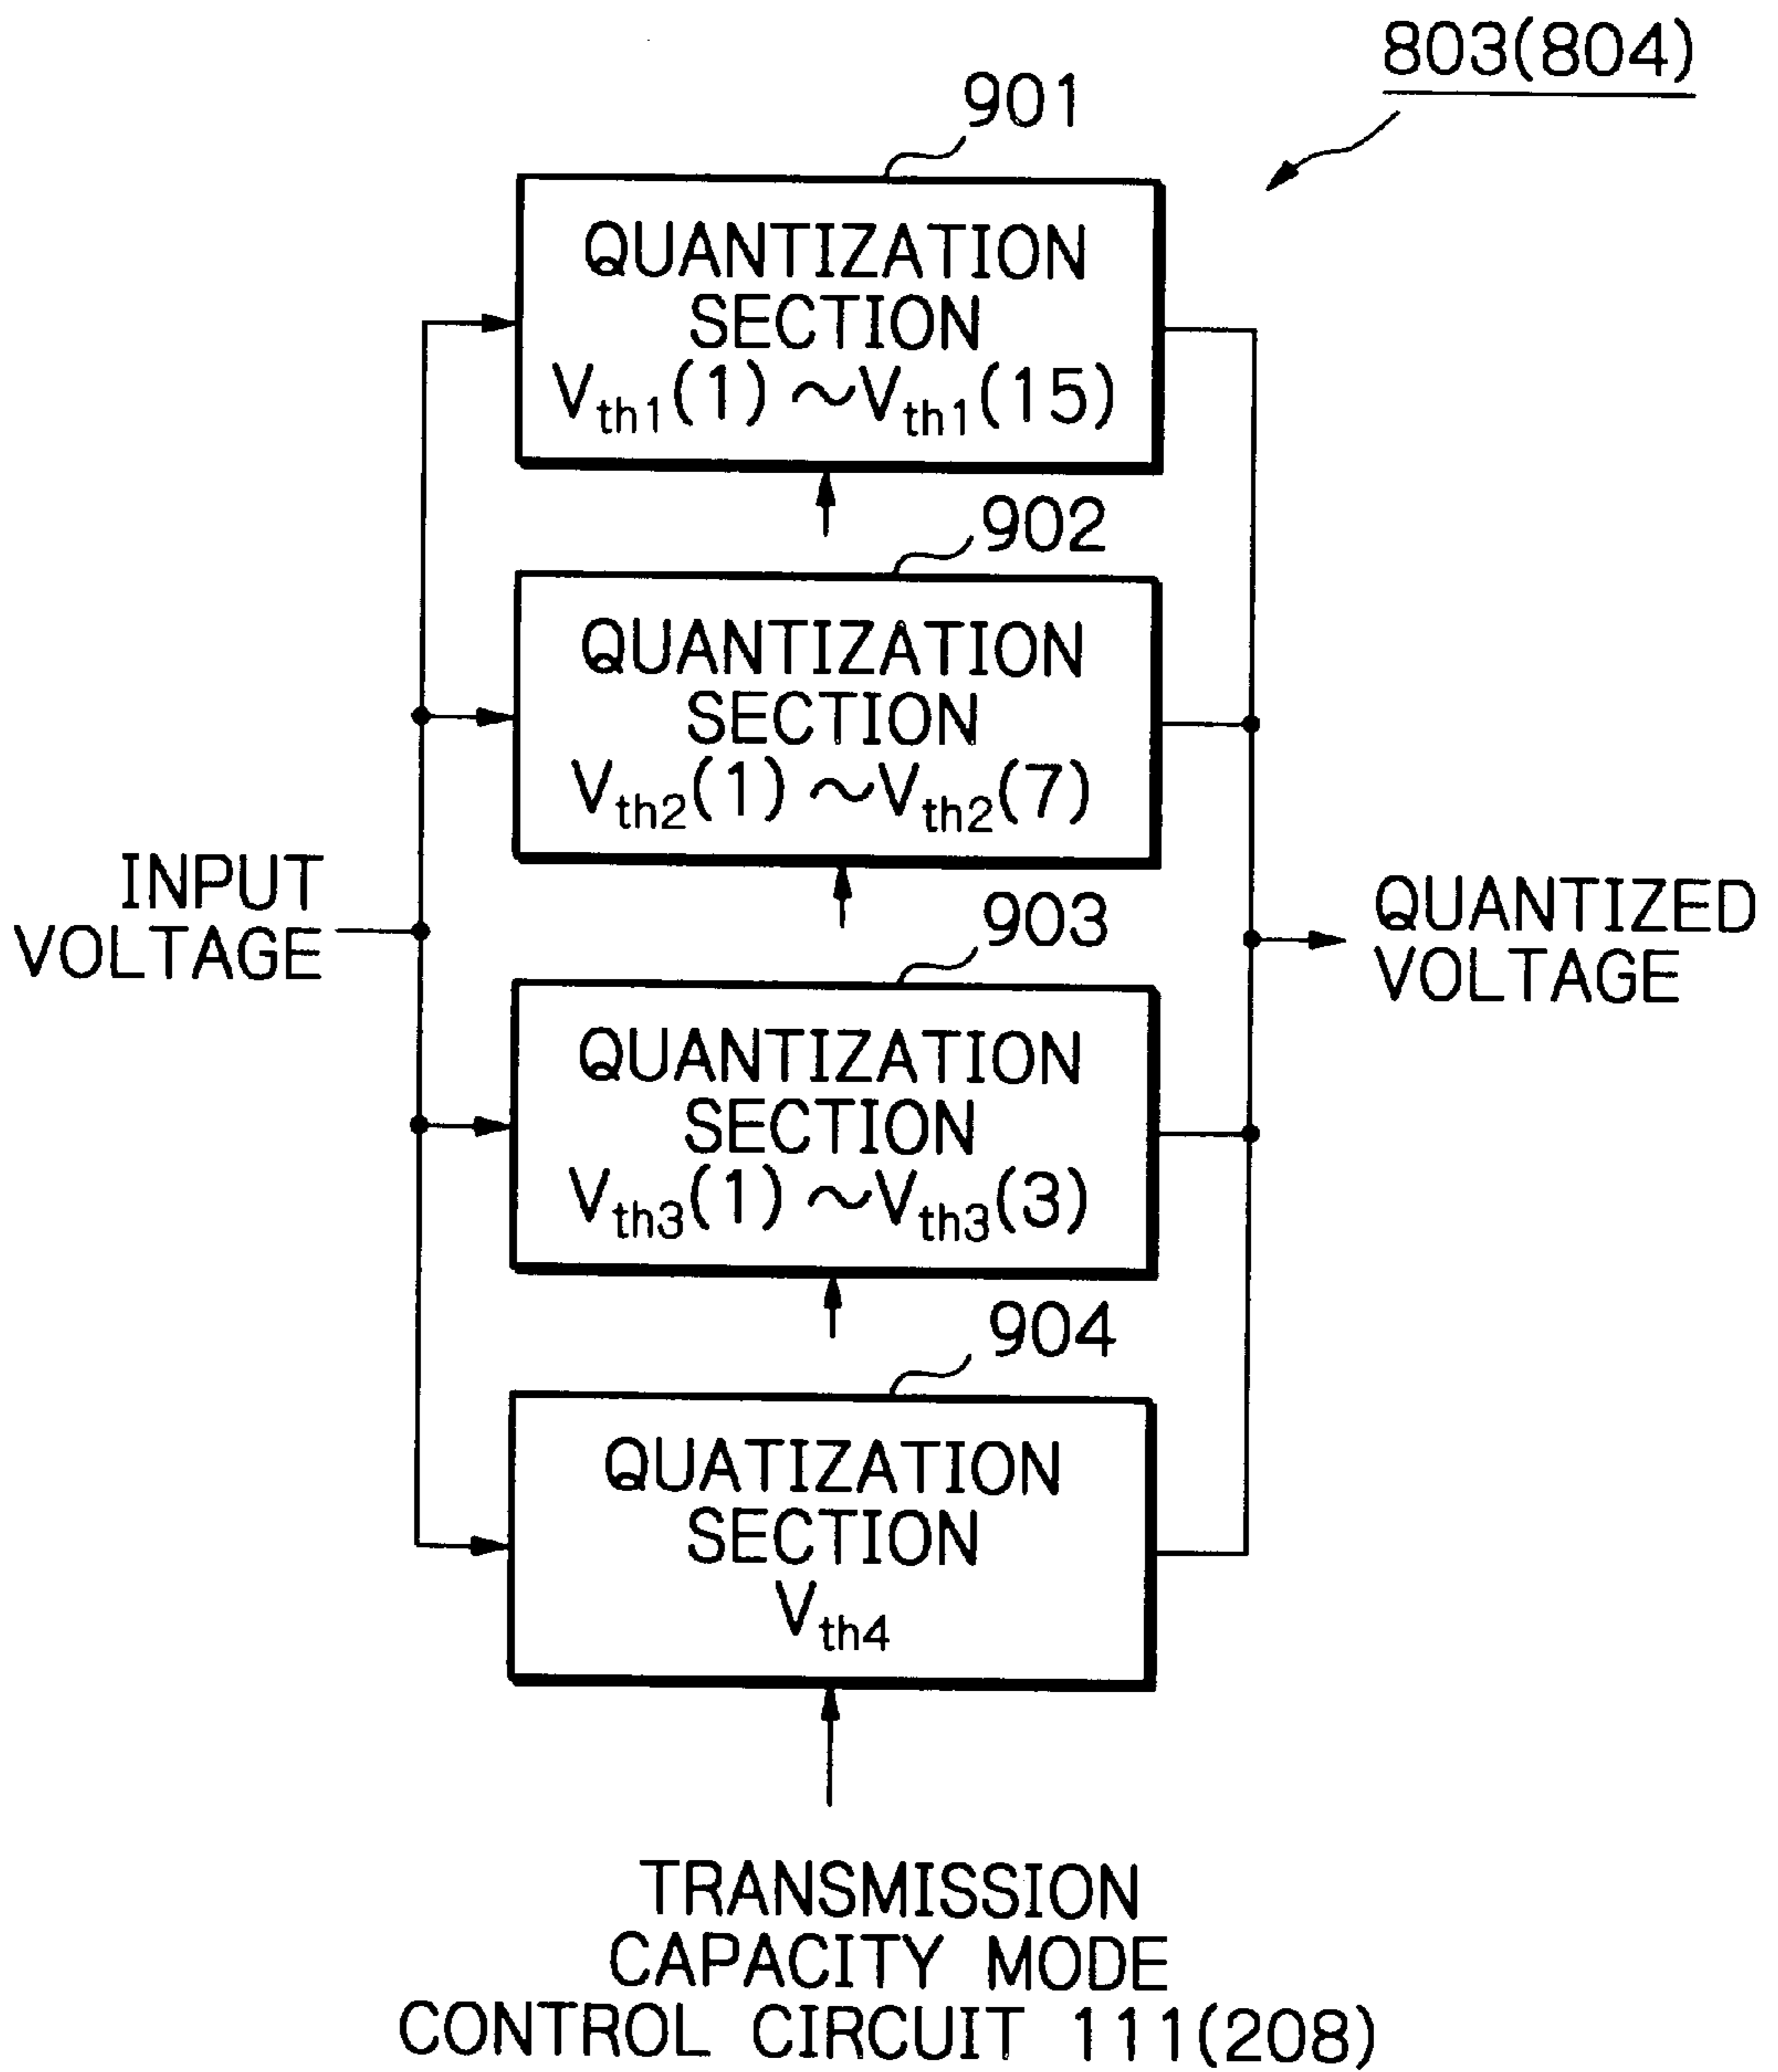 803(804)
901
QUANTIZATION
SECTION
Vth1(1) ~Vth1(15)
902
QUANTIZATION
SECTION
Vth2(1) ~Vth2(7)
INPUT
VOLTAGE
903
QUANTIZED
VOLTAGE
QUANTIZATION
SECTION
Vth3(1) ~Vth3(3)
904
QUATIZATION
SECTION
Vth4
TRANSMISSION
CAPACITY MODE
CONTROL CIRCUIT 111(208)